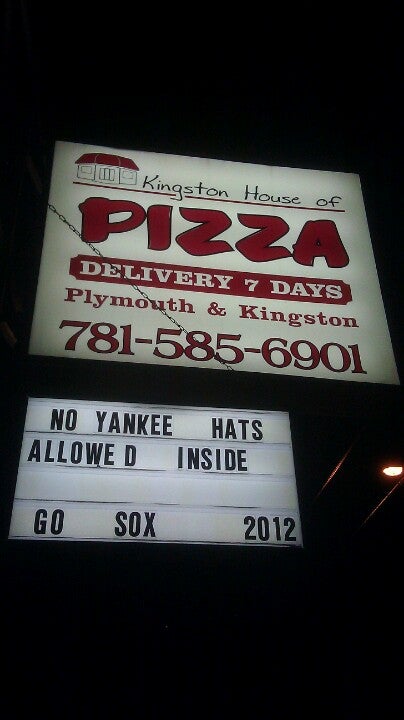 Kingston House of
PIZZA
DELIVERY 7 DAYS
Plymouth & Kingston
781-585-6901
NO YANKEE HATS
ALLOWED INSIDE
GO SOX 2012